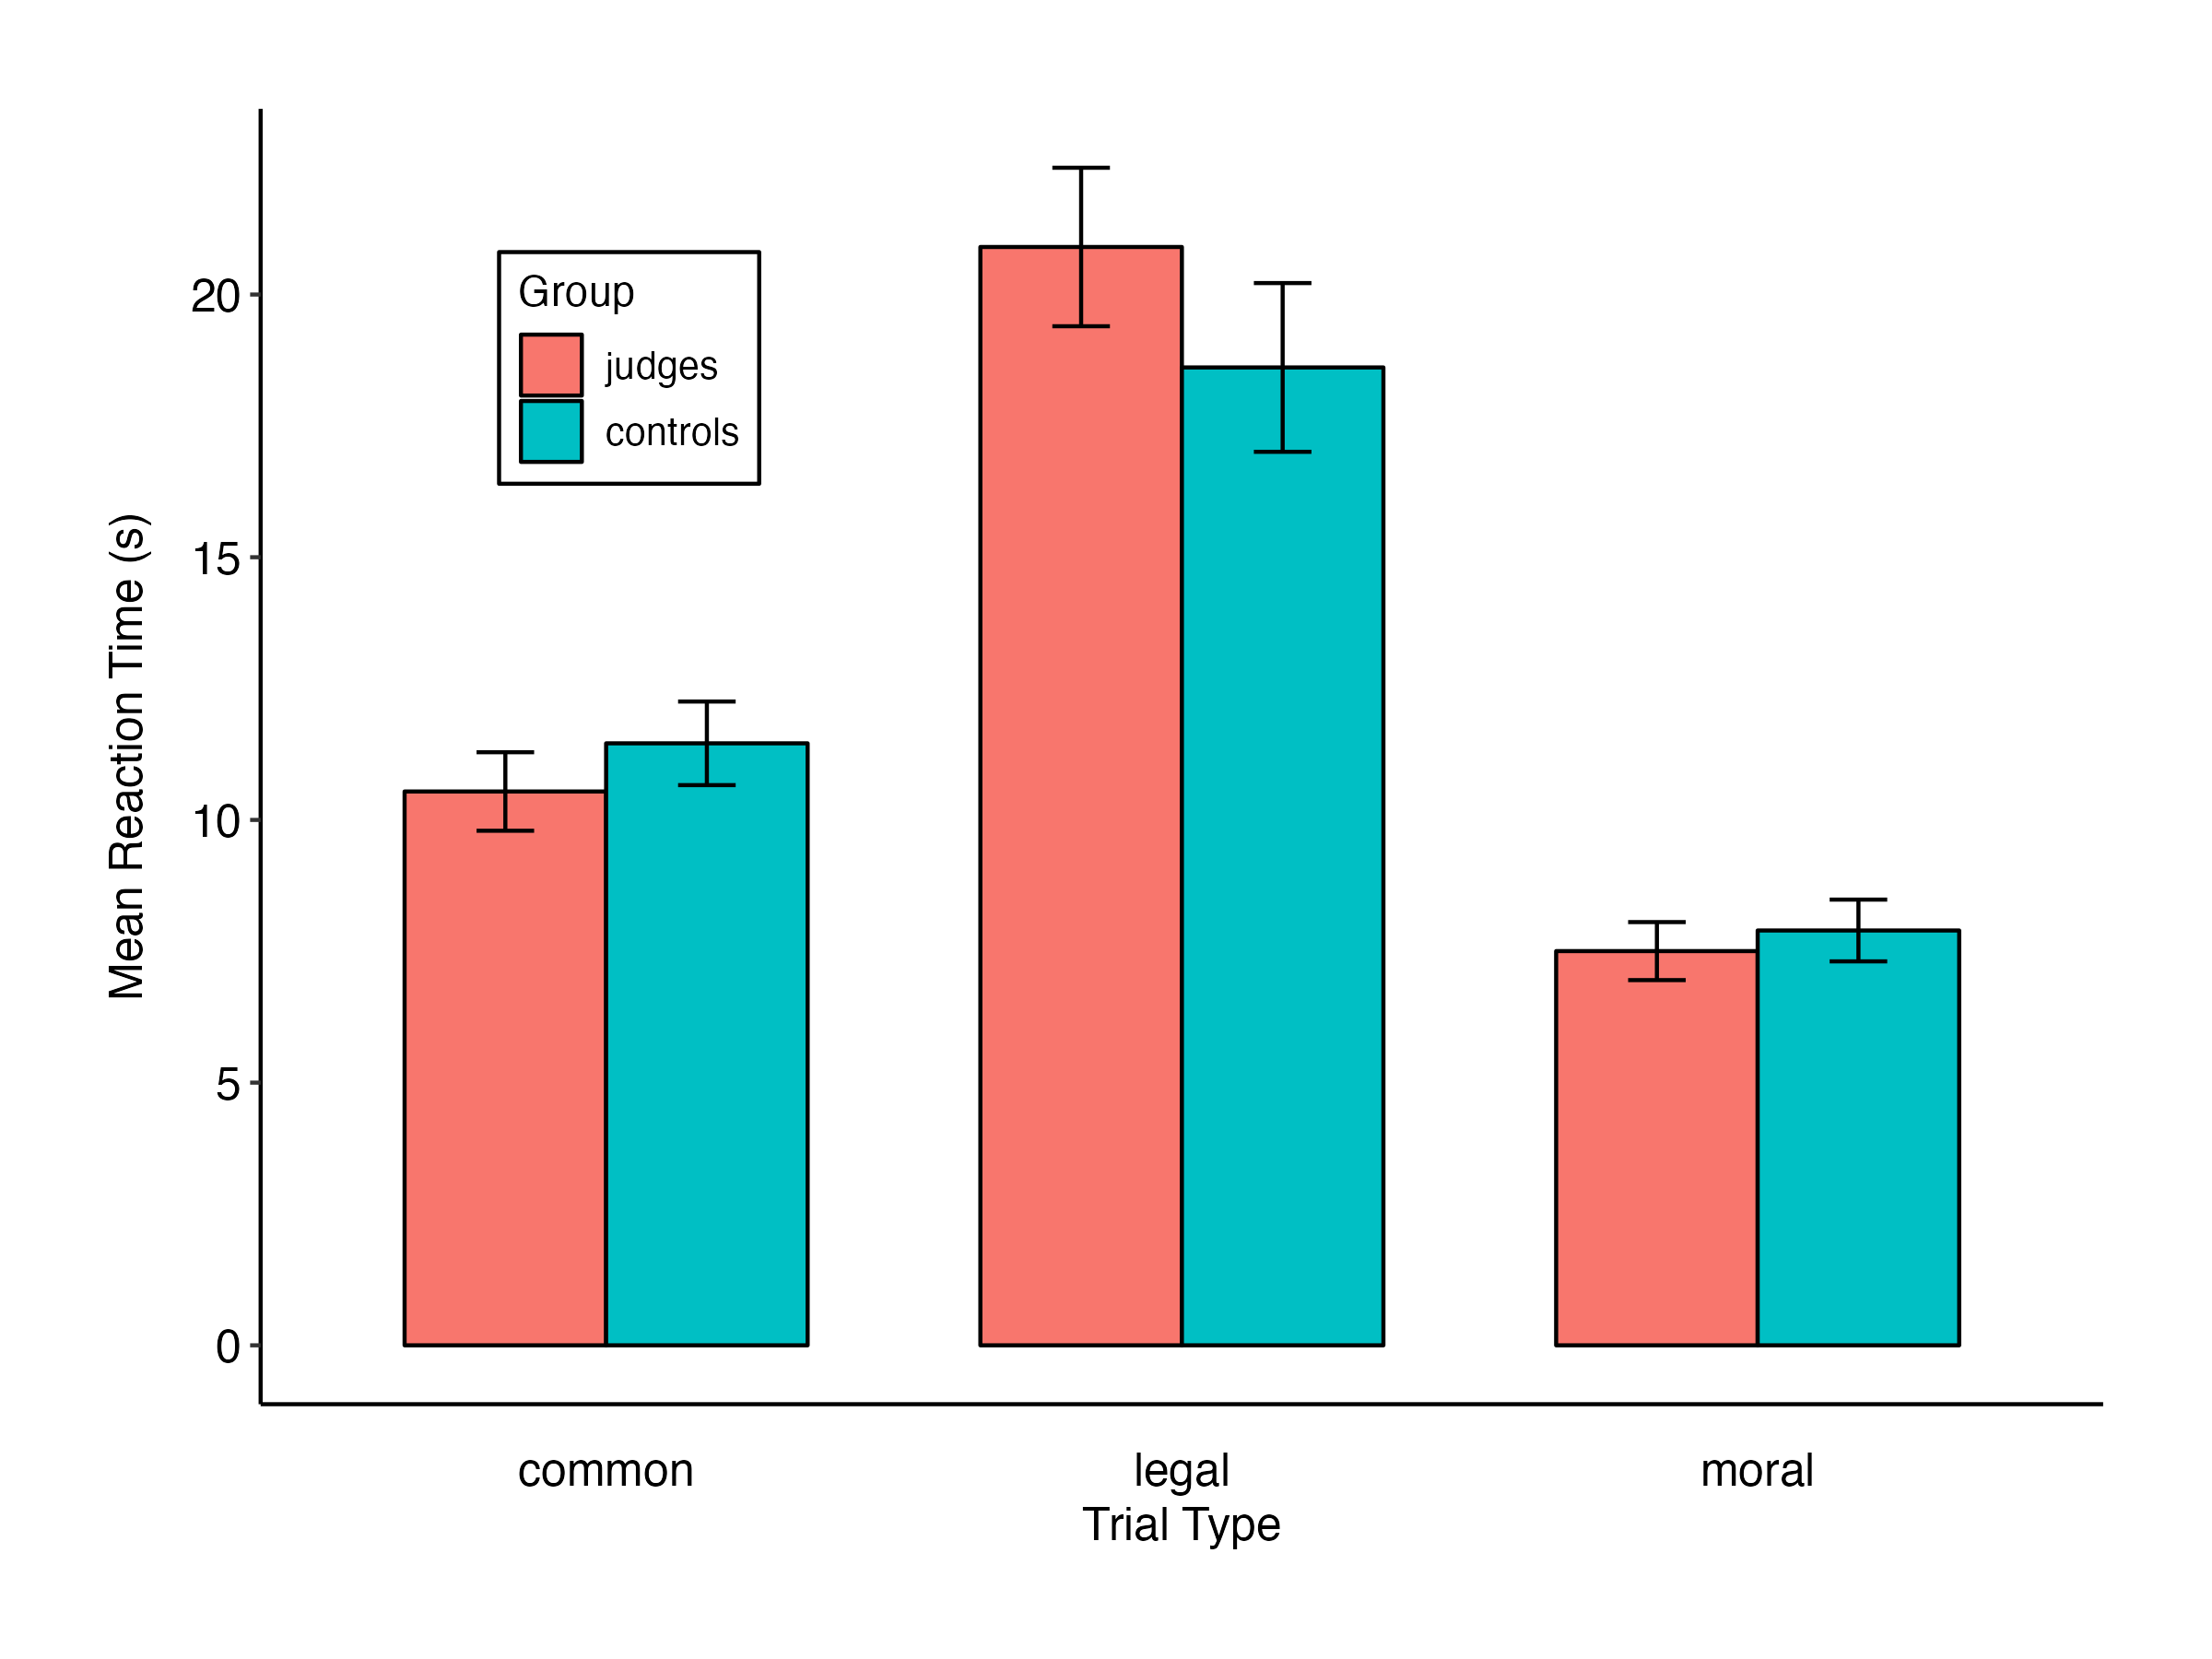 Mean Reaction Time (s)
20
15
10
5
0
Group
judges
controls
common
legal
moral
Trial Type